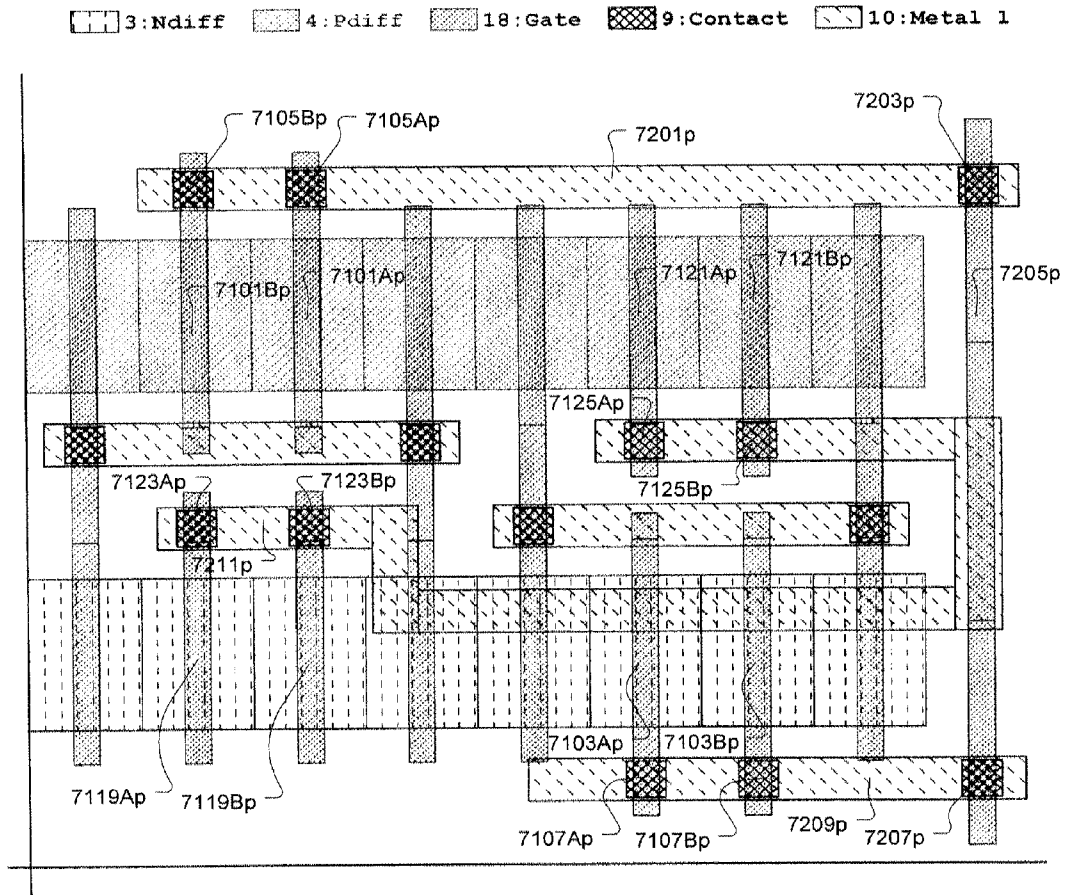 3:Ndiff 4:Pdiff 18:Gate 9:Contact 10:Metal 1
7203p
7105Bp 7105Ap
7201p
7101Bp 7101Ap 7121Ap 7121Bp 7205p
7125Ap
7123Ap 7123Bp 7125Bp
7211p
7103Ap 7103Bp
7119Ap 7119Bp
7107Ap 7107Bp 7209p 7207p